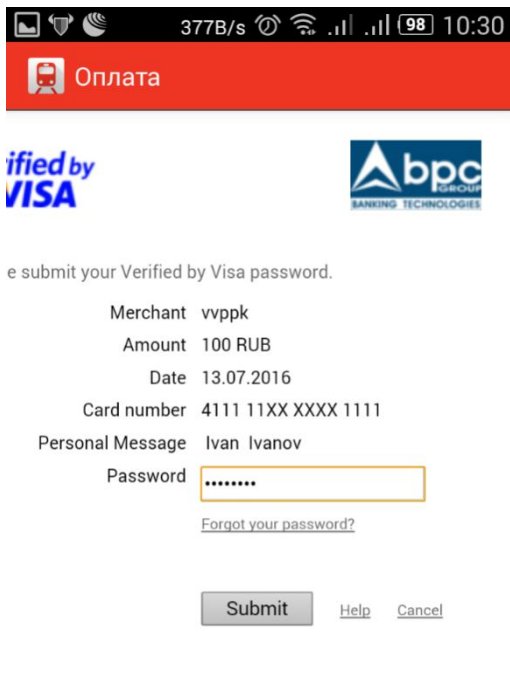 377B/s 98 10:30
Оплата
ified by
VISA
bpc
GROUP
BANKING TECHNOLOGIES
e submit your Verified by Visa password.
Merchant vvppk
Amount 100 RUB
Date 13.07.2016
Card number 4111 11XX XXXX 1111
Personal Message Ivan Ivanov
Password ••••••••
Forgot your password?
Submit Help Cancel